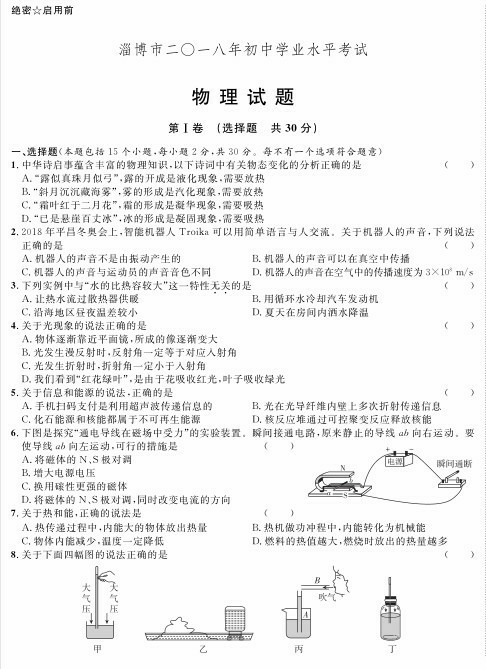 绝密☆启用前
淄博市二〇一八年初中学业水平考试
物理试题
第Ⅰ卷 (选择题 共30分)
一、选择题(本题包括15个小题,每小题2分,共30分。每小题只有一个选项符合题意)
1.中华诗启事蕴含丰富的物理知识,以下诗词中有关物态变化的分析正确的是 ( )
A.“露似真珠月似弓”,露的开成是液化现象,需要放热
B.“斜月沉沉藏海雾”,雾的形成是汽化现象,需要放热
C.“霜叶红于二月花”,霜的形成是凝华现象,需要吸热
D.“已是悬崖百丈冰”,冰的形成是凝固现象,需要吸热
2.2018年平昌冬奥会上,智能机器人Troika可以用简单语言与人交流。关于机器人的声音,下列说法
正确的是 ( )
A.机器人的声音不是由振动产生的 B.机器人的声音可以在真空中传播
C.机器人的声音与运动员的声音音色不同 D.机器人的声音在空气中的传播速度为3×10⁸ m/s
3.下列实例中与“水的比热容较大”这一特性无关的是 ( )
A.让热水流过散热器供暖 B.用循环水冷却汽车发动机
C.沿海地区昼夜温差较小 D.夏天在房间内洒水降温
4.关于光现象的说法正确的是 ( )
A.物体逐渐靠近平面镜,所成的像逐渐变大
B.光发生漫反射时,反射角一定等于对应入射角
C.光发生折射时,折射角一定小于入射角
D.我们看到“红花绿叶”,是由于花吸收红光,叶子吸收绿光
5.关于信息和能源的说法,正确的是 ( )
A.手机扫码支付是利用超声波传递信息的 B.光在光导纤维内壁上多次折射传递信息
C.化石能源和核能都属于不可再生能源 D.核反应堆通过可控聚变反应释放核能
6.下图是探究“通电导线在磁场中受力”的实验装置。瞬间接通电路,原来静止的导线ab向右运动。要
使导线ab向左运动,可行的措施是 ( )
A.将磁体的N、S极对调
B.增大电源电压
C.换用磁性更强的磁体
D.将磁体的N、S极对调,同时改变电流的方向
N S 电源 瞬间通断
7.关于热和能,正确的说法是 ( )
A.热传递过程中,内能大的物体放出热量 B.热机做功冲程中,内能转化为机械能
C.物体内能减少,温度一定降低 D.燃料的热值越大,燃烧时放出的热量越多
8.关于下面四幅图的说法正确的是 ( )
大气压 大气压 B 吹气 A
甲 乙 丙 丁